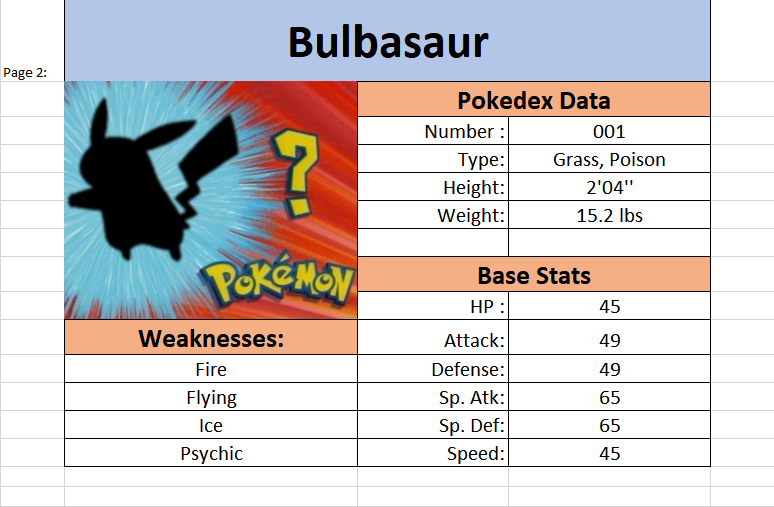 Bulbasaur
Page 2:
Pokedex Data
Number : 001
Type: Grass, Poison
Height: 2'04''
Weight: 15.2 lbs
?
POKéMON
Base Stats
HP : 45
Weaknesses: Attack: 49
Fire Defense: 49
Flying Sp. Atk: 65
Ice Sp. Def: 65
Psychic Speed: 45